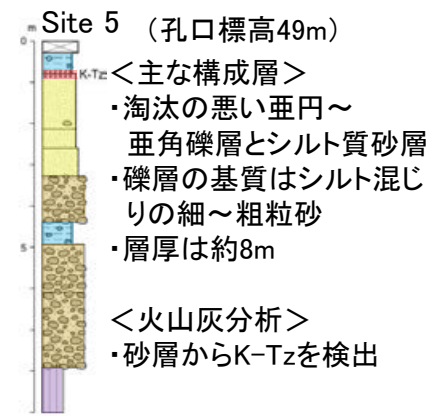 m Site 5 (孔口標高49m)
0
K-Tz
<主な構成層>
・淘汰の悪い亜円～
亜角礫層とシルト質砂層
・礫層の基質はシルト混じ
りの細～粗粒砂
5
・層厚は約8m
<火山灰分析>
・砂層からK-Tzを検出